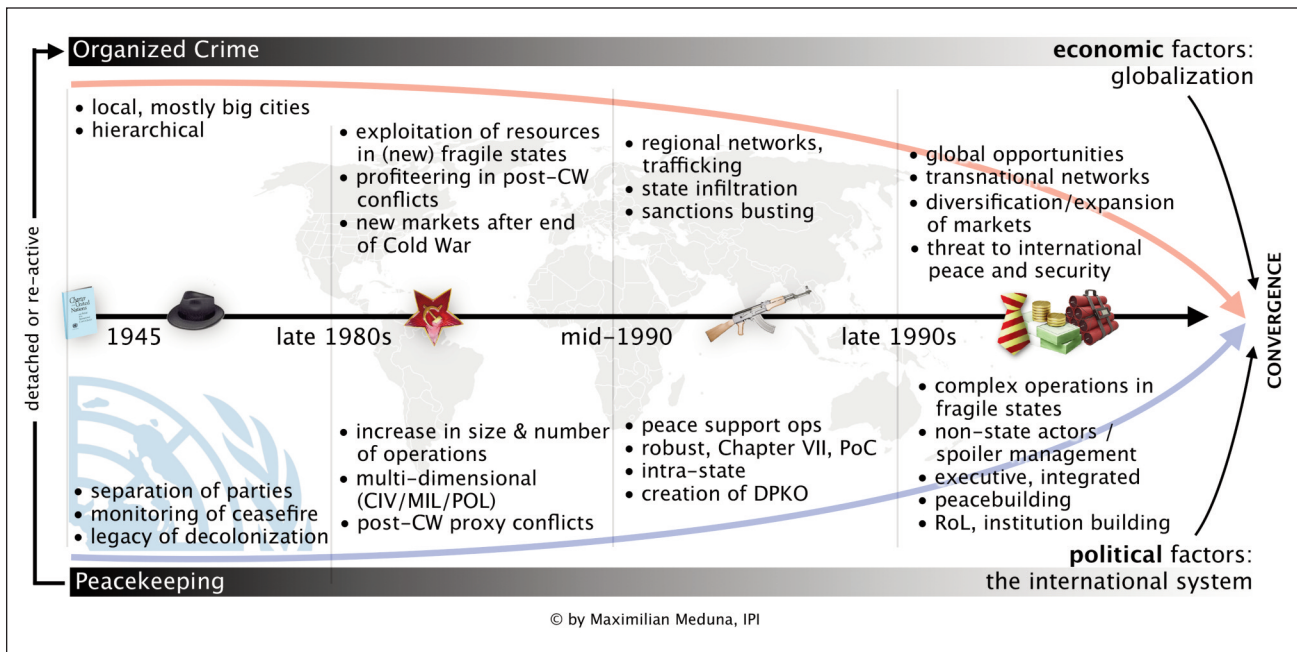 Organized Crime
economic factors:
globalization
• local, mostly big cities
• hierarchical
• exploitation of resources
in (new) fragile states
• profiteering in post-CW
conflicts
• new markets after end
of Cold War
• regional networks,
trafficking
• state infiltration
• sanctions busting
• global opportunities
• transnational networks
• diversification/expansion
of markets
• threat to international
peace and security
detached or re-active
Charter
United
Nations
1945
late 1980s
mid-1990
late 1990s
CONVERGENCE
• separation of parties
• monitoring of ceasefire
• legacy of decolonization
• increase in size & number
of operations
• multi-dimensional
(CIV/MIL/POL)
• post-CW proxy conflicts
• peace support ops
• robust, Chapter VII, PoC
• intra-state
• creation of DPKO
• complex operations in
fragile states
• non-state actors /
spoiler management
• executive, integrated
• peacebuilding
• RoL, institution building
Peacekeeping
political factors:
the international system
© by Maximilian Meduna, IPI